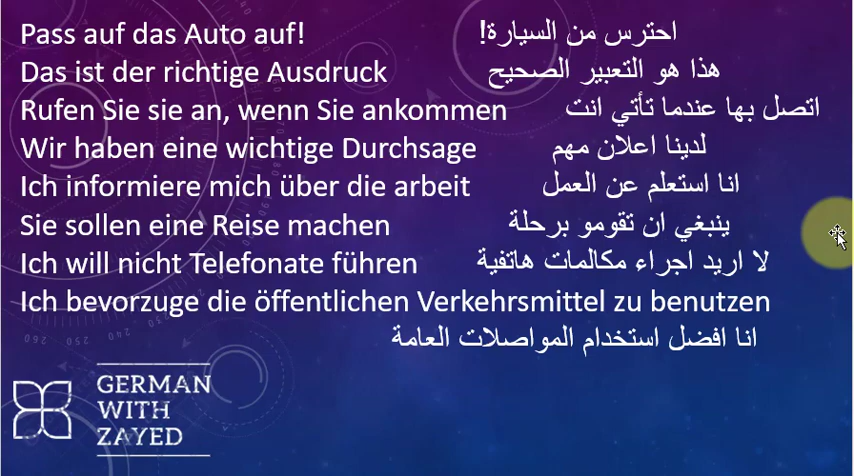 Pass auf das Auto auf! احترس من السيارة!
Das ist der richtige Ausdruck هذا هو التعبير الصحيح
Rufen Sie sie an, wenn Sie ankommen اتصل بها عندما تأتي انت
Wir haben eine wichtige Durchsage لدينا اعلان مهم
Ich informiere mich über die arbeit انا استعلم عن العمل
Sie sollen eine Reise machen ينبغي ان تقومو برحلة
Ich will nicht Telefonate führen لا اريد اجراء مكالمات هاتفية
Ich bevorzuge die öffentlichen Verkehrsmittel zu benutzen
انا افضل استخدام المواصلات العامة
GERMAN
WITH
ZAYED